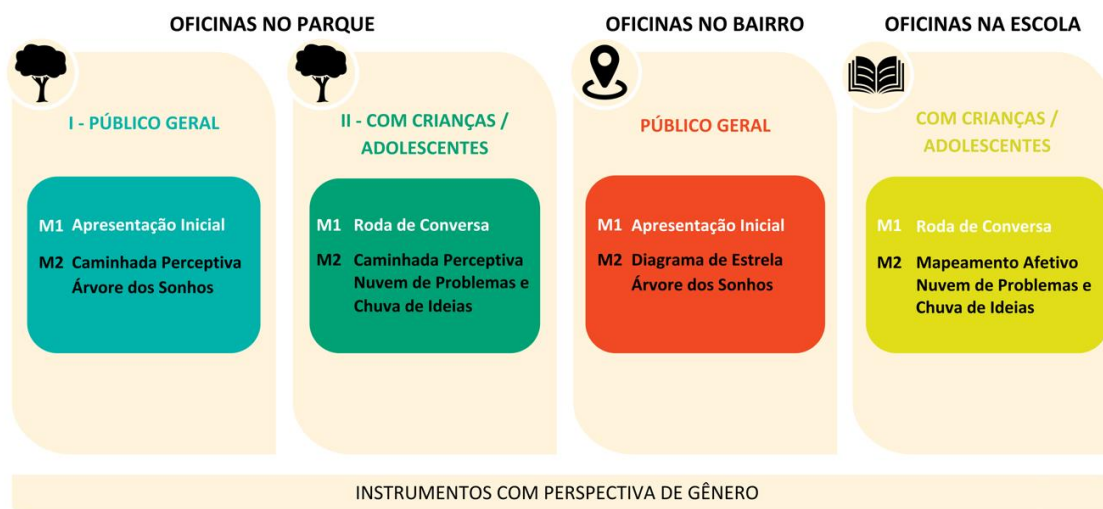 OFICINAS NO PARQUE
I - PÚBLICO GERAL
M1 Apresentação Inicial
M2 Caminhada Perceptiva
Árvore dos Sonhos
II - COM CRIANÇAS /
ADOLESCENTES
M1 Roda de Conversa
M2 Caminhada Perceptiva
Nuvem de Problemas e
Chuva de Ideias
OFICINAS NO BAIRRO
PÚBLICO GERAL
M1 Apresentação Inicial
M2 Diagrama de Estrela
Árvore dos Sonhos
OFICINAS NA ESCOLA
COM CRIANÇAS /
ADOLESCENTES
M1 Roda de Conversa
M2 Mapeamento Afetivo
Nuvem de Problemas e
Chuva de Ideias
INSTRUMENTOS COM PERSPECTIVA DE GÊNERO